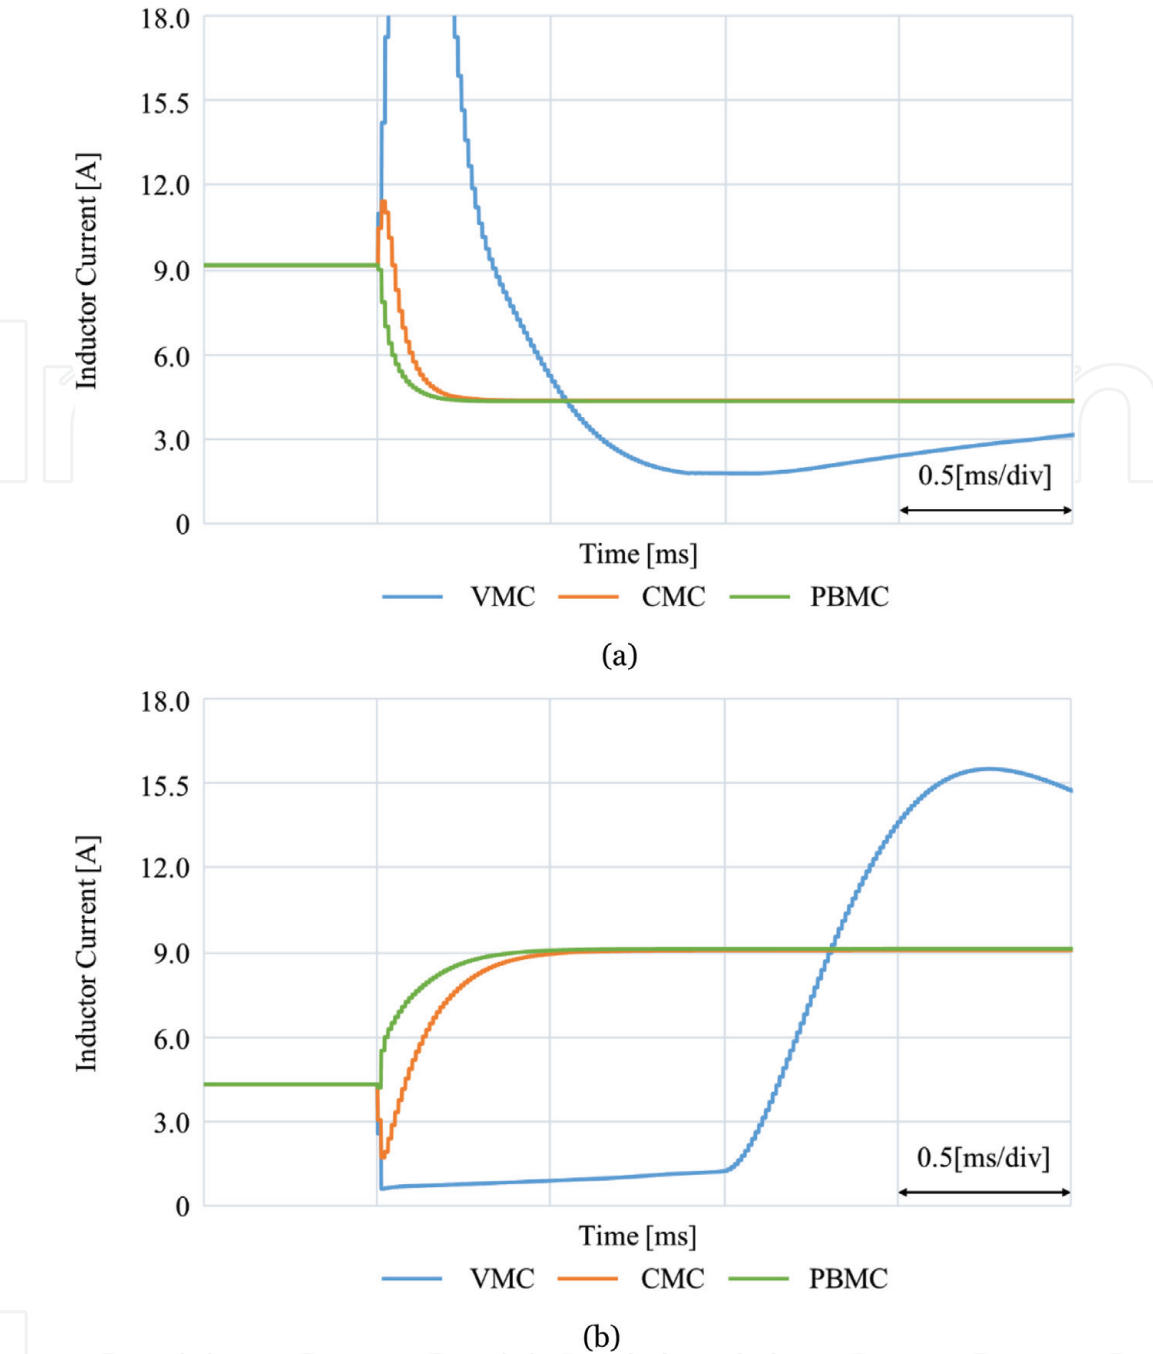 18.0
15.5
12.0
9.0
6.0
3.0
0
Inductor Current [A]
0.5[ms/div]
Time [ms]
VMC CMC PBMC
(a)
18.0
15.5
12.0
9.0
6.0
3.0
0
Inductor Current [A]
0.5[ms/div]
Time [ms]
VMC CMC PBMC
(b)